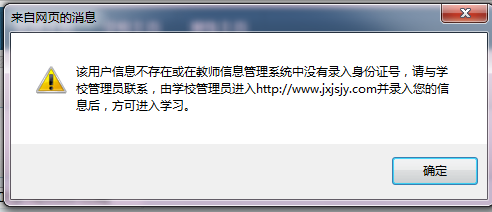 来自网页的消息
该用户信息不存在或在教师信息管理系统中没有录入身份证号，请与学
校管理员联系，由学校管理员进入http://www.jxjsjy.com并录入您的信
息后，方可进入学习。
确定